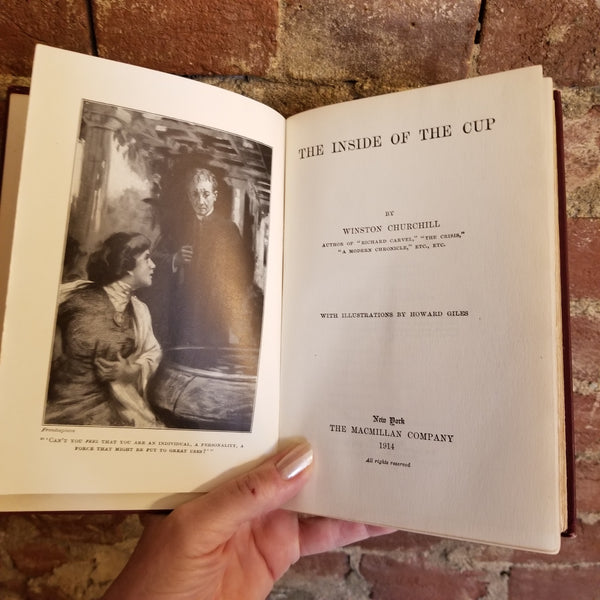 Frontispiece
"'CAN'T YOU FEEL THAT YOU ARE AN INDIVIDUAL, A PERSONALITY, A
FORCE THAT MIGHT BE PUT TO GREAT USES?'"
THE INSIDE OF THE CUP
BY
WINSTON CHURCHILL
AUTHOR OF "RICHARD CARVEL," "THE CRISIS,"
"A MODERN CHRONICLE," ETC., ETC.
WITH ILLUSTRATIONS BY HOWARD GILES
New York
THE MACMILLAN COMPANY
1914
All rights reserved